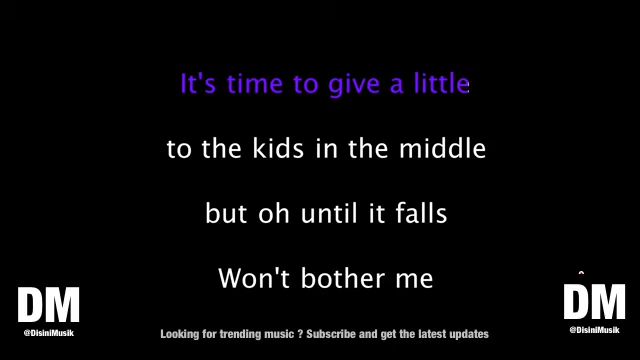 It's time to give a little
to the kids in the middle
but oh until it falls
Won't bother me
DM
@DisiniMusik
DM
@DisiniMusik
Looking for trending music ? Subscribe and get the latest updates